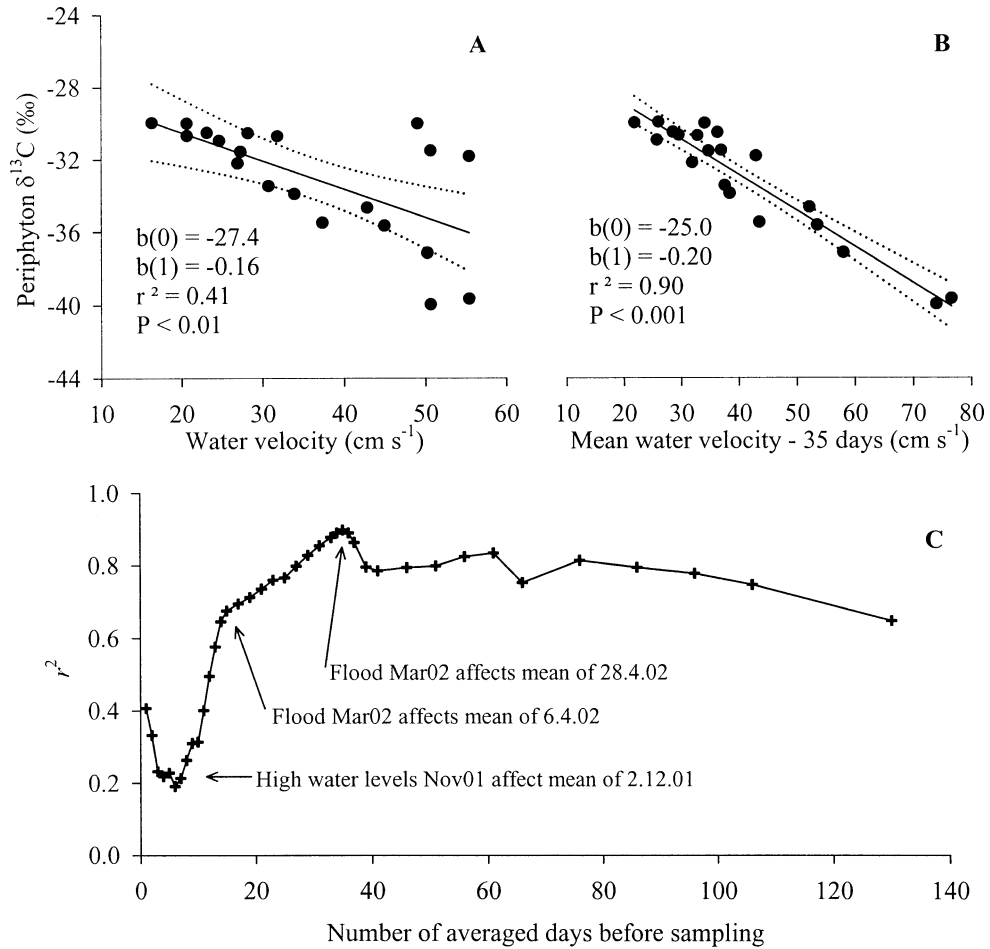 A
B
Periphyton δ¹³C (‰)
-24
-28
-32
-36
-40
-44
b(0) = -27.4
b(1) = -0.16
r ² = 0.41
P < 0.01
b(0) = -25.0
b(1) = -0.20
r ² = 0.90
P < 0.001
10 20 30 40 50 60
10 20 30 40 50 60 70 80
Water velocity (cm s⁻¹)
Mean water velocity - 35 days (cm s⁻¹)
C
r²
1.0
0.8
0.6
0.4
0.2
0.0
Flood Mar02 affects mean of 28.4.02
Flood Mar02 affects mean of 6.4.02
High water levels Nov01 affect mean of 2.12.01
0 20 40 60 80 100 120 140
Number of averaged days before sampling